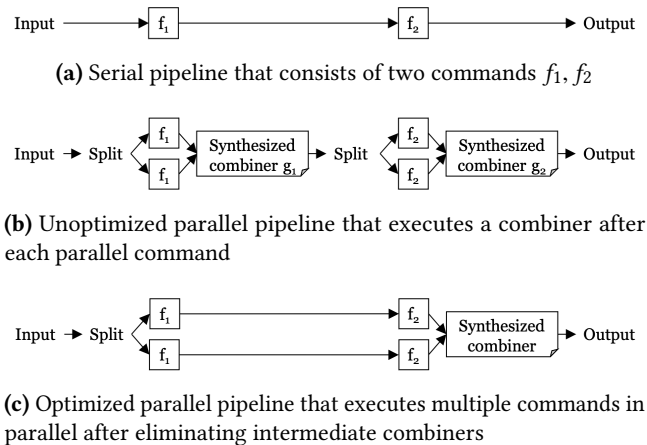 Input f₁ f₂ Output
(a) Serial pipeline that consists of two commands f₁, f₂
f₁ f₂
Input Split Synthesized combiner g₁ Split Synthesized combiner g₂ Output
f₁ f₂
(b) Unoptimized parallel pipeline that executes a combiner after
each parallel command
f₁ f₂
Input Split Synthesized combiner Output
f₁ f₂
(c) Optimized parallel pipeline that executes multiple commands in
parallel after eliminating intermediate combiners